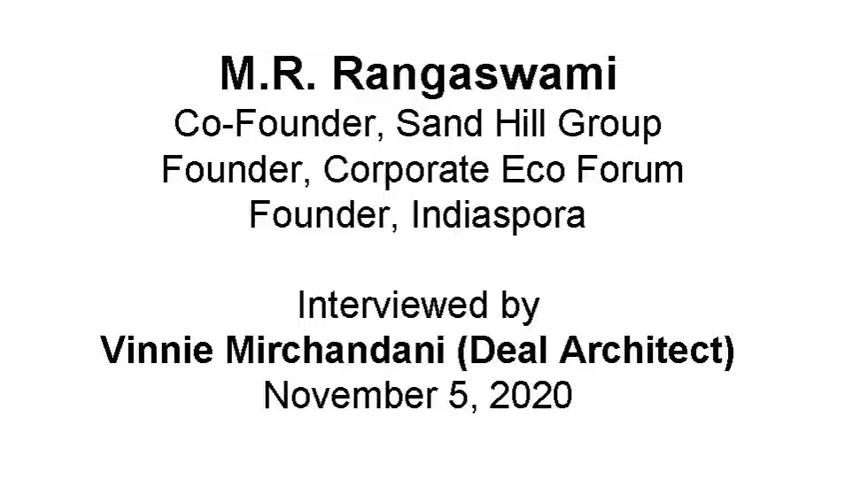 M.R. Rangaswami
Co-Founder, Sand Hill Group
Founder, Corporate Eco Forum
Founder, Indiaspora
Interviewed by
Vinnie Mirchandani (Deal Architect)
November 5, 2020